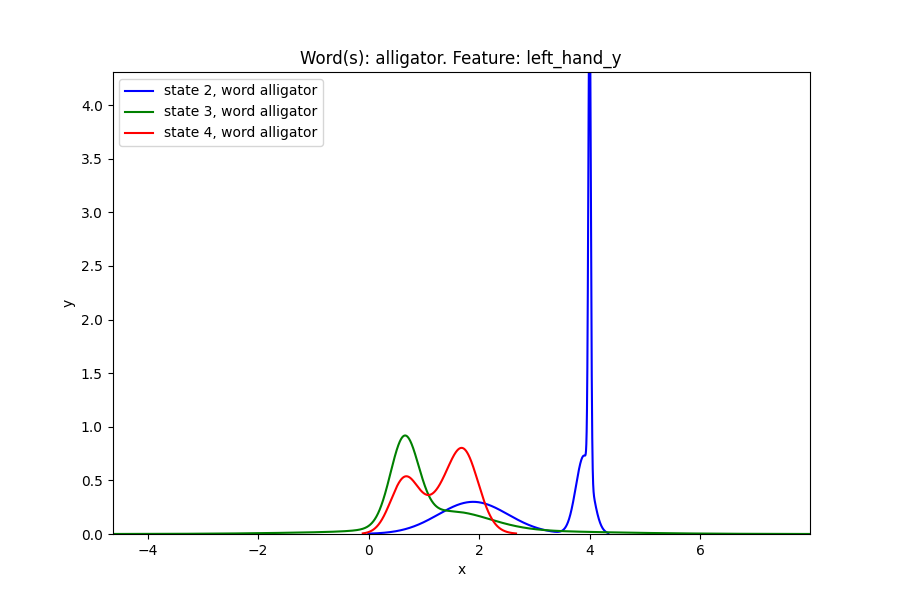 Word(s): alligator. Feature: left_hand_y
state 2, word alligator
state 3, word alligator
state 4, word alligator
4.0
3.5
3.0
2.5
2.0
1.5
1.0
0.5
0.0
y
−4 −2 0 2 4 6
x